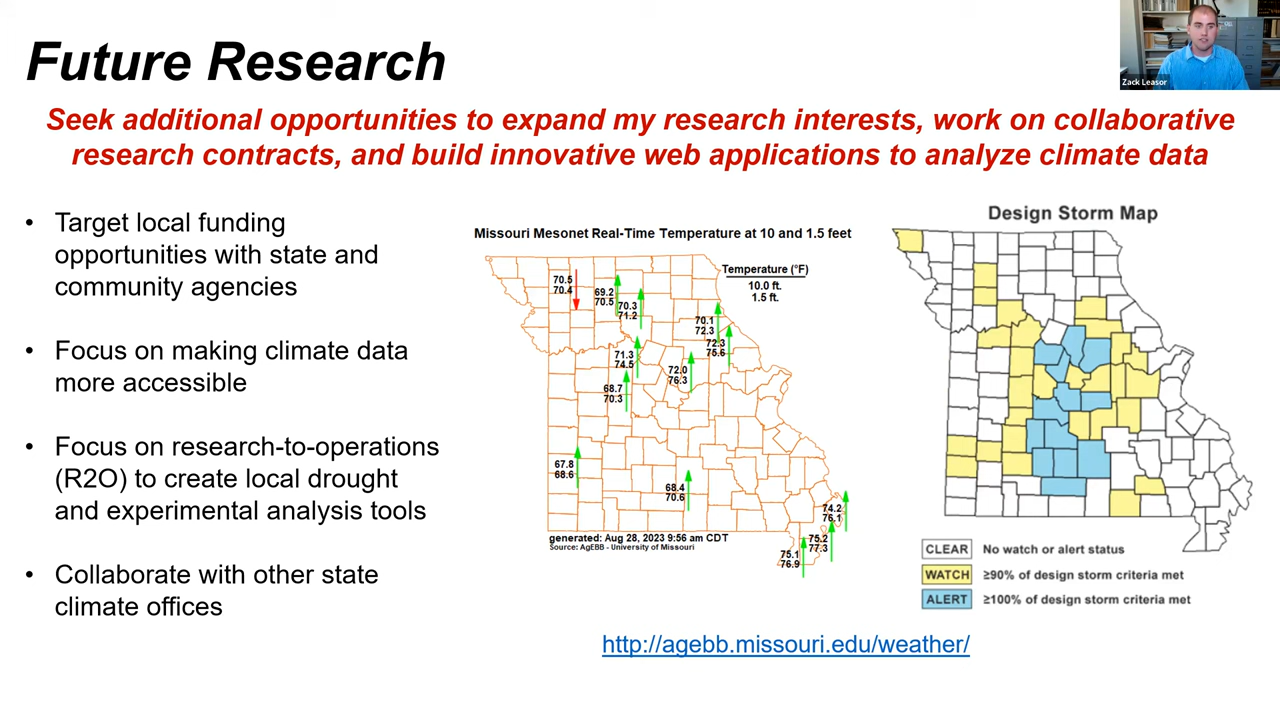 Future Research
Zack Leasor
Seek additional opportunities to expand my research interests, work on collaborative
research contracts, and build innovative web applications to analyze climate data
• Target local funding
opportunities with state and
community agencies
• Focus on making climate data
more accessible
• Focus on research-to-operations
(R2O) to create local drought
and experimental analysis tools
• Collaborate with other state
climate offices
Missouri Mesonet Real-Time Temperature at 10 and 1.5 feet
Temperature (°F)
10.0 ft.
1.5 ft.
70.5
70.4
69.2
70.5
70.3
71.2
70.1
72.3
72.3
75.6
71.3
74.5
72.0
76.3
68.7
70.3
67.8
68.6
68.4
70.6
74.2
76.1
75.2
77.3
75.1
76.9
generated: Aug 28, 2023 9:56 am CDT
Source: AgEBB - University of Missouri
Design Storm Map
CLEAR No watch or alert status
WATCH ≥90% of design storm criteria met
ALERT ≥100% of design storm criteria met
http://agebb.missouri.edu/weather/